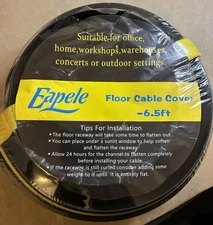 Suitable for office,
home,workshops,warehouses,
concerts or outdoor settings.
Eapele
Floor Cable Cover
-6.5ft
Tips For Installation
• The floor raceway will take some time to flatten out.
• You can place under a sunlit window to help soften
and flatten the raceway.
• Allow 24 hours for the channel to flatten completely
before installing your cable.
• If the raceway is still curled consider adding some
weight to it until it is entirely flat.